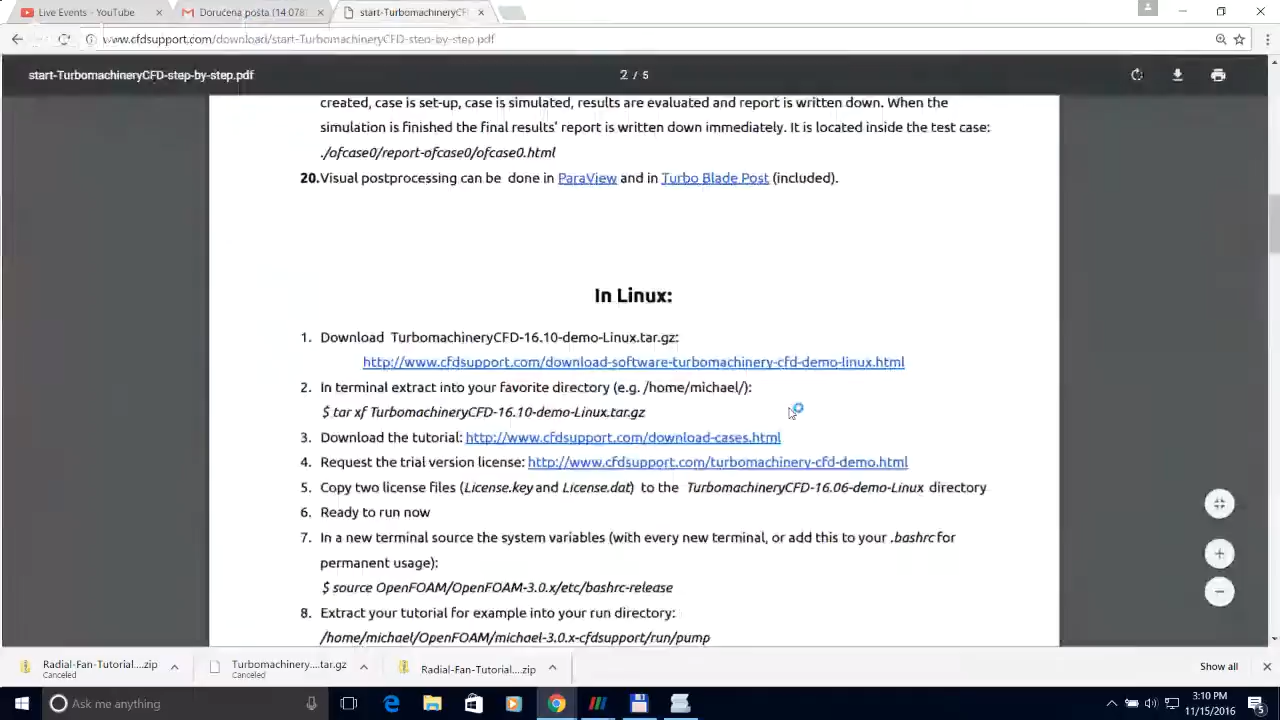 Live Events - YouTube
Doručená pošta (14 078)
start-TurbomachineryCF
www.cfdsupport.com/download/start-TurbomachineryCFD-step-by-step.pdf
start-TurbomachineryCFD-step-by-step.pdf
2 / 5
created, case is set-up, case is simulated, results are evaluated and report is written down. When the
simulation is finished the final results' report is written down immediately. It is located inside the test case:
./ofcase0/report-ofcase0/ofcase0.html
20.Visual postprocessing can be done in ParaView and in Turbo Blade Post (included).
In Linux:
1. Download TurbomachineryCFD-16.10-demo-Linux.tar.gz:
http://www.cfdsupport.com/download-software-turbomachinery-cfd-demo-linux.html
2. In terminal extract into your favorite directory (e.g. /home/michael/):
$ tar xf TurbomachineryCFD-16.10-demo-Linux.tar.gz
3. Download the tutorial: http://www.cfdsupport.com/download-cases.html
4. Request the trial version license: http://www.cfdsupport.com/turbomachinery-cfd-demo.html
5. Copy two license files (License.key and License.dat) to the TurbomachineryCFD-16.06-demo-Linux directory
6. Ready to run now
7. In a new terminal source the system variables (with every new terminal, or add this to your .bashrc for
permanent usage):
$ source OpenFOAM/OpenFOAM-3.0.x/etc/bashrc-release
8. Extract your tutorial for example into your run directory:
/home/michael/OpenFOAM/michael-3.0.x-cfdsupport/run/pump
Radial-Fan-Tutorial....zip
Canceled
Turbomachinery....tar.gz
Canceled
Radial-Fan-Tutorial....zip
Show all
Ask me anything
3:10 PM
11/15/2016
5